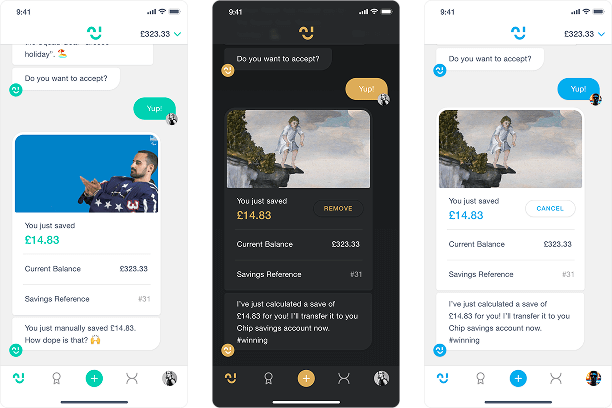 9:41
£323.33
the Squad Goal "Greece
holiday". 🏖️
Do you want to accept?
Yup!
You just saved
£14.83
Current Balance £323.33
Savings Reference #31
You just manually saved £14.83.
How dope is that? 🙌
9:41
Do you want to accept?
Yup!
You just saved
£14.83
REMOVE
Current Balance £323.33
Savings Reference #31
I've just calculated a save of
£14.83 for you! I'll transfer it to you
Chip savings account now.
#winning
9:41
£323.33
Do you want to accept?
Yup!
You just saved
£14.83
CANCEL
Current Balance £323.33
Savings Reference #31
I've just calculated a save of
£14.83 for you! I'll transfer it to you
Chip savings account now.
#winning